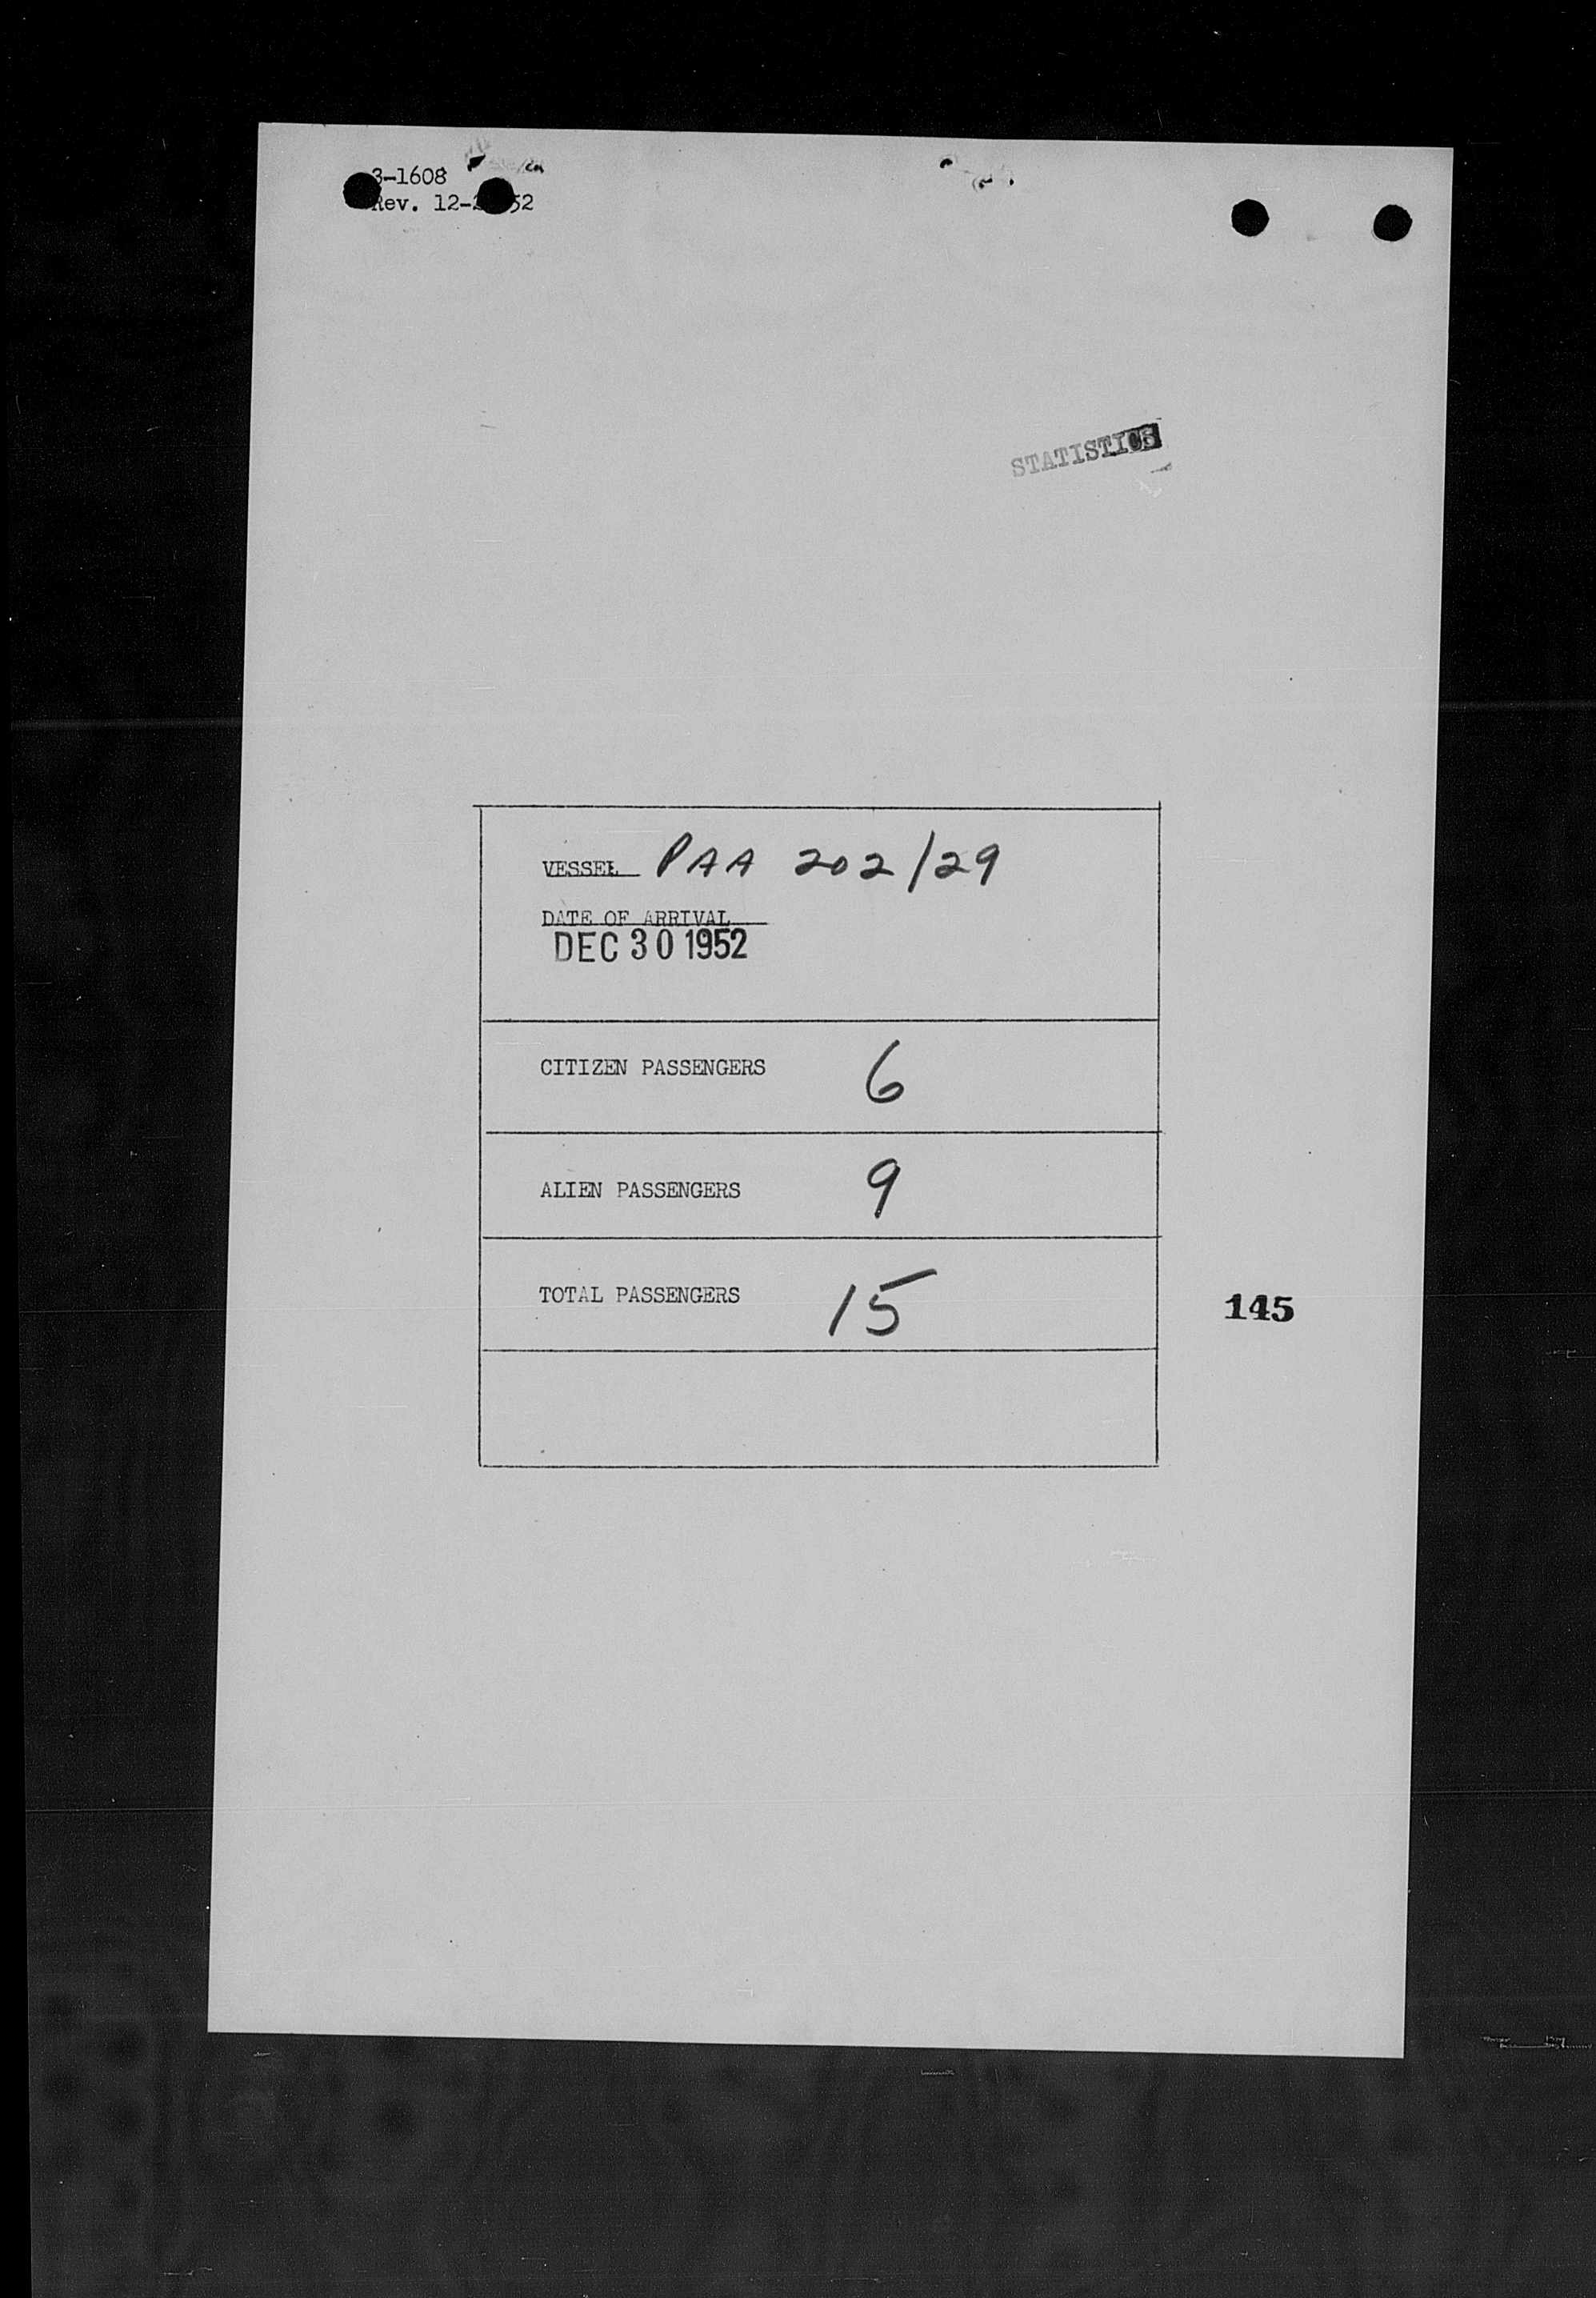 3-1608
Rev. 12- 52
STATISTICS
VESSEL PAA 202/29
DATE OF ARRIVAL
DEC 30 1952
CITIZEN PASSENGERS 6
ALIEN PASSENGERS 9
TOTAL PASSENGERS 15
145